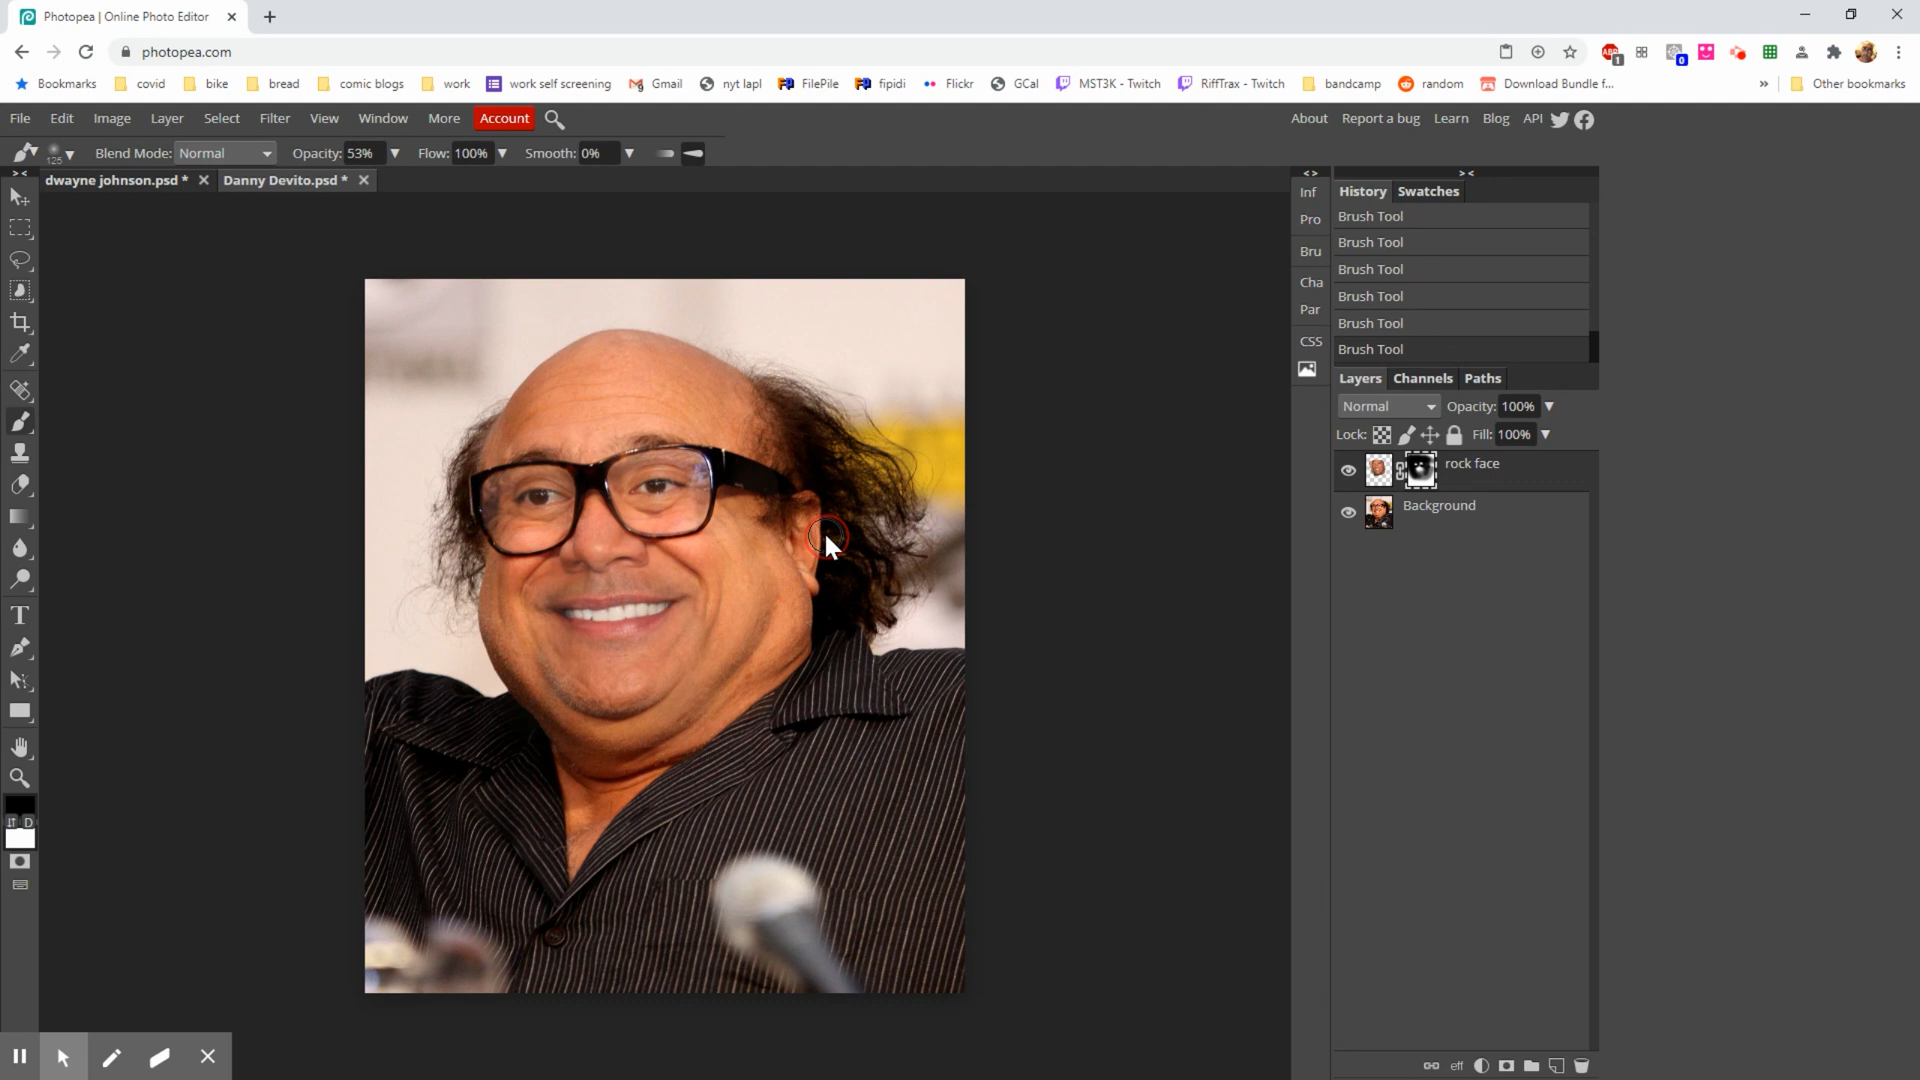 Photopea | Online Photo Editor
photopea.com
Bookmarks covid bike bread comic blogs work work self screening Gmail nyt lapl FilePile fipidi Flickr GCal MST3K - Twitch RiffTrax - Twitch bandcamp random Download Bundle f... » Other bookmarks
File Edit Image Layer Select Filter View Window More Account About Report a bug Learn Blog API
125 Blend Mode: Normal Opacity: 53% Flow: 100% Smooth: 0%
dwayne johnson.psd * Danny Devito.psd *
Inf
Pro
Bru
Cha
Par
CSS
History Swatches
Brush Tool
Brush Tool
Brush Tool
Brush Tool
Brush Tool
Brush Tool
Layers Channels Paths
Normal Opacity: 100%
Lock: Fill: 100%
rock face
Background
T
D
eff